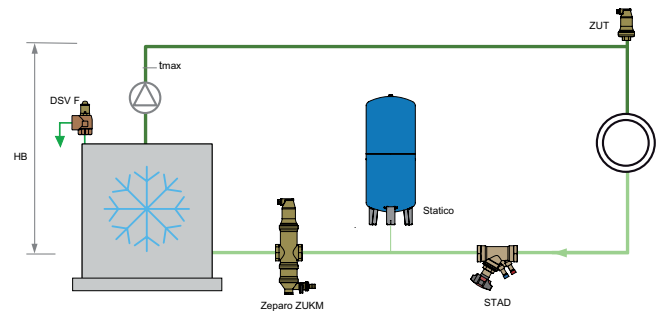 ZUT
tmax
DSV F
HB
Statico
Zeparo ZUKM
STAD